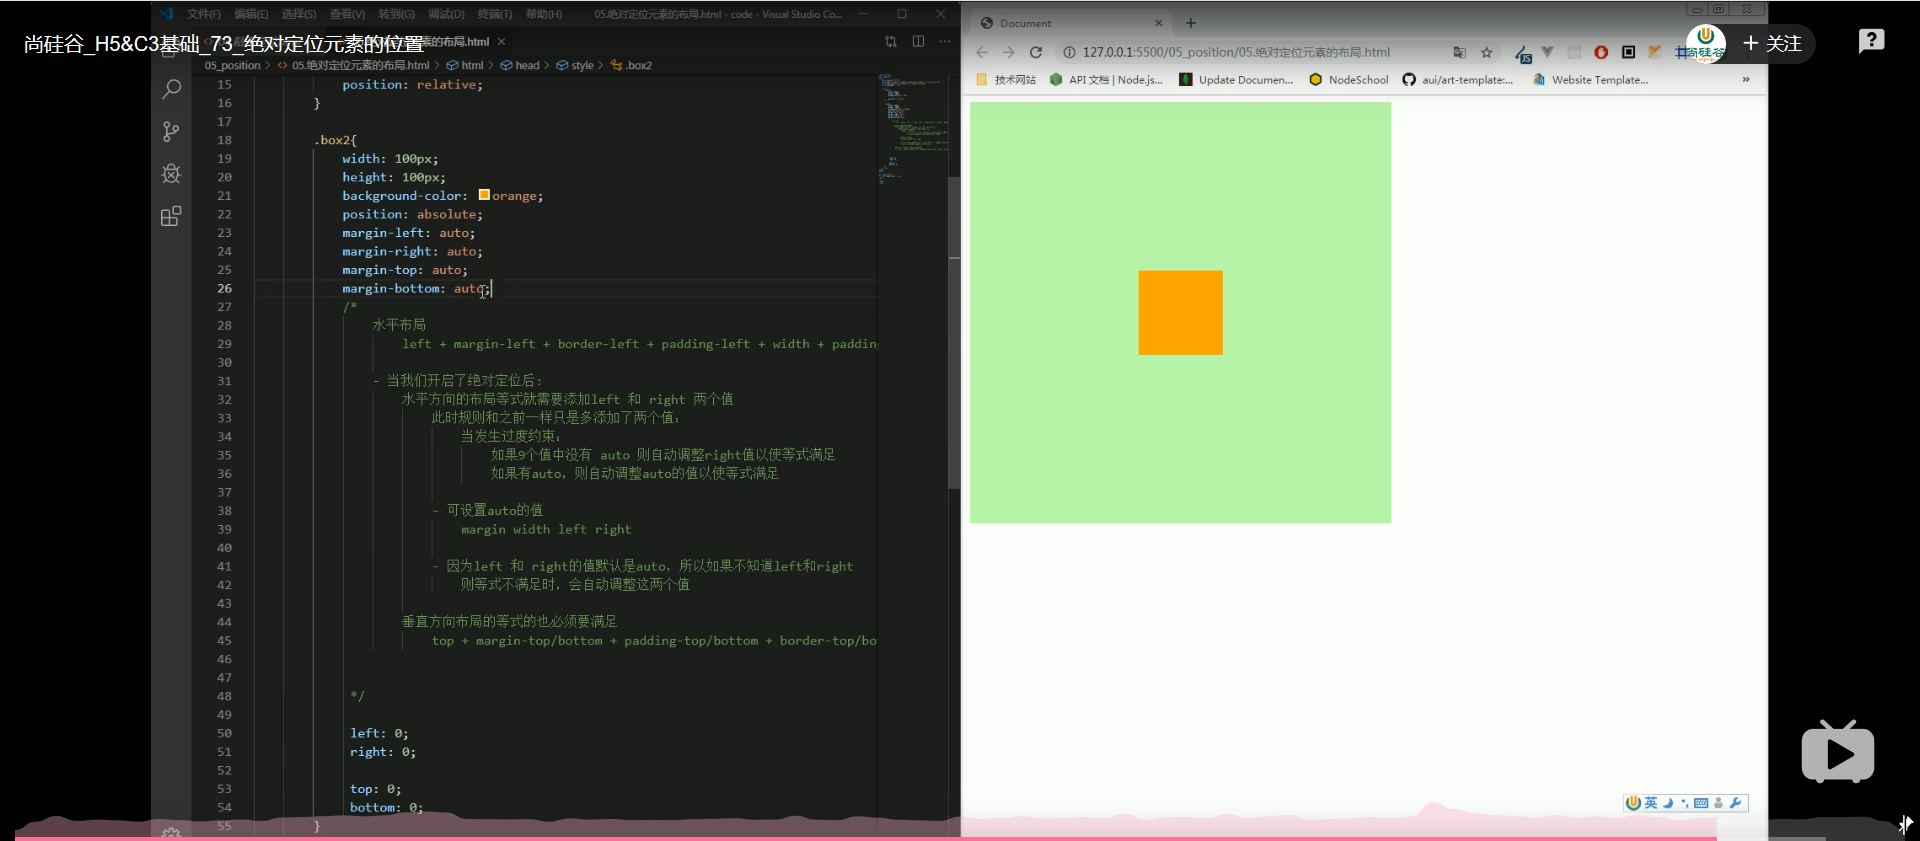 文件(F) 编辑(E) 选择(S) 查看(V) 转到(G) 调试(D) 终端(T) 帮助(H) 05.绝对定位元素的布局.html - code - Visual Studio Co...
尚硅谷_H5&C3基础_73_绝对定位元素的位置
素的布局.html
05_position > 05.绝对定位元素的布局.html > html > head > style > .box2
15 position: relative;
16 }
17
18 .box2{
19 width: 100px;
20 height: 100px;
21 background-color: orange;
22 position: absolute;
23 margin-left: auto;
24 margin-right: auto;
25 margin-top: auto;
26 margin-bottom: auto;
27 /*
28 水平布局
29 left + margin-left + border-left + padding-left + width + paddin
30
31 - 当我们开启了绝对定位后:
32 水平方向的布局等式就需要添加left 和 right 两个值
33 此时规则和之前一样只是多添加了两个值:
34 当发生过度约束:
35 如果9个值中没有 auto 则自动调整right值以使等式满足
36 如果有auto，则自动调整auto的值以使等式满足
37
38 - 可设置auto的值
39 margin width left right
40
41 - 因为left 和 right的值默认是auto，所以如果不知道left和right
42 则等式不满足时，会自动调整这两个值
43
44 垂直方向布局的等式的也必须要满足
45 top + margin-top/bottom + padding-top/bottom + border-top/bo
46
47
48 */
49
50 left: 0;
51 right: 0;
52
53 top: 0;
54 bottom: 0;
55 }
Document
127.0.0.1:5500/05_position/05.绝对定位元素的布局.html
JS
尚硅谷
+ 关注
技术网站 API 文档 | Node.js... Update Documen... NodeSchool aui/art-template:... Website Template... »
英